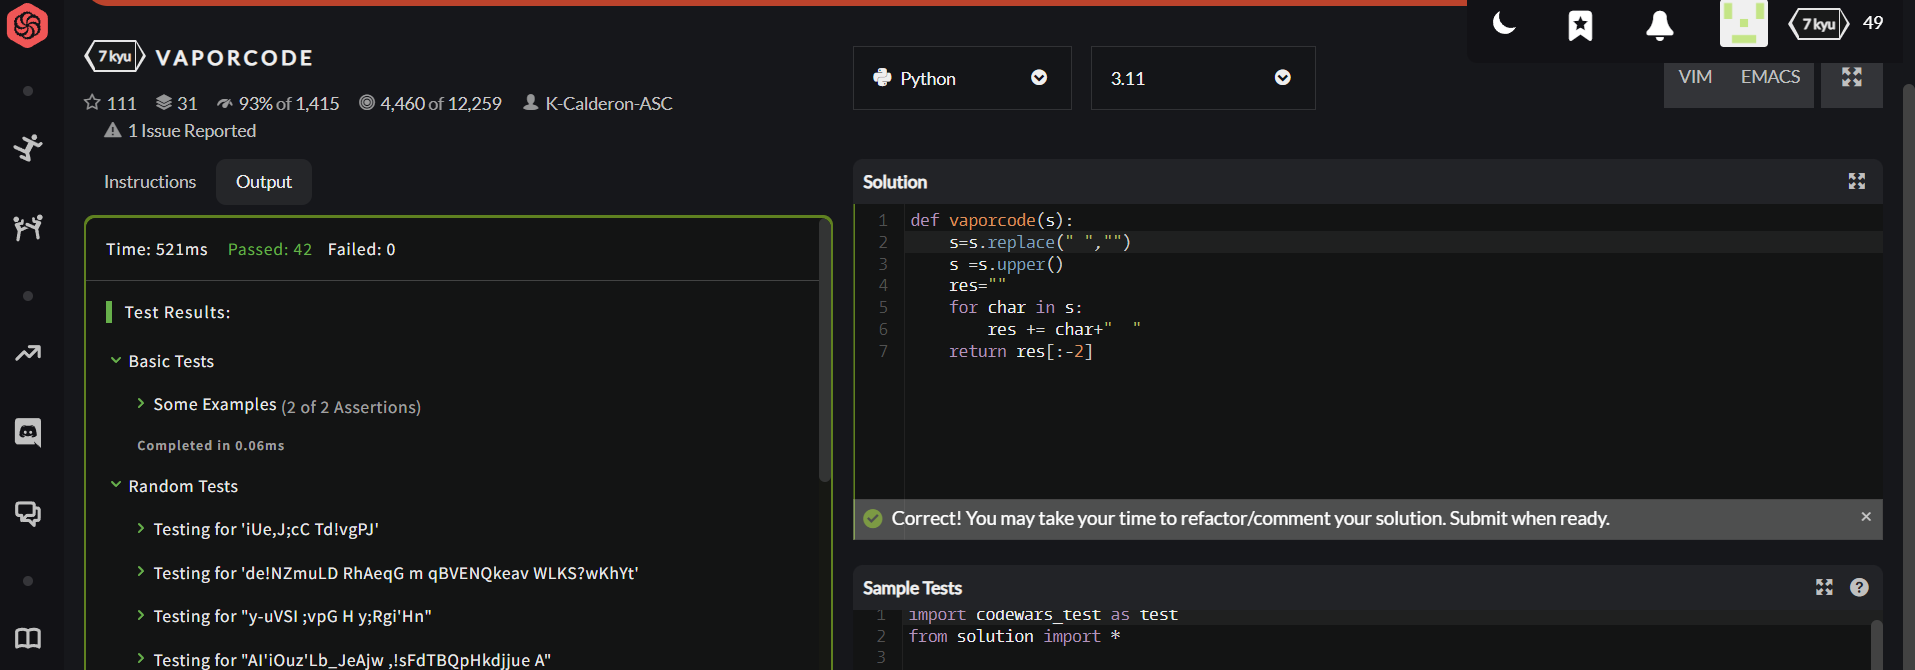 7 kyu VAPORCODE
111 31 93% of 1,415 4,460 of 12,259 K-Calderon-ASC
1 Issue Reported
Python
3.11
7 kyu 49
VIM EMACS
Instructions Output
Time: 521ms Passed: 42 Failed: 0
Test Results:
Basic Tests
Some Examples (2 of 2 Assertions)
Completed in 0.06ms
Random Tests
Testing for 'iUe,J;cC Td!vgPJ'
Testing for 'de!NZmuLD RhAeqG m qBVENQkeav WLKS?wKhYt'
Testing for "y-uVSI ;vpG H y;Rgi'Hn"
Testing for "AI'iOuz'Lb_JeAjw ,!sFdTBQpHkdjjue A"
Solution
1 def vaporcode(s):
2     s=s.replace(" ","")
3     s =s.upper()
4     res=""
5     for char in s:
6         res += char+"  "
7     return res[:-2]
Correct! You may take your time to refactor/comment your solution. Submit when ready.
Sample Tests
1 import codewars_test as test
2 from solution import *
3